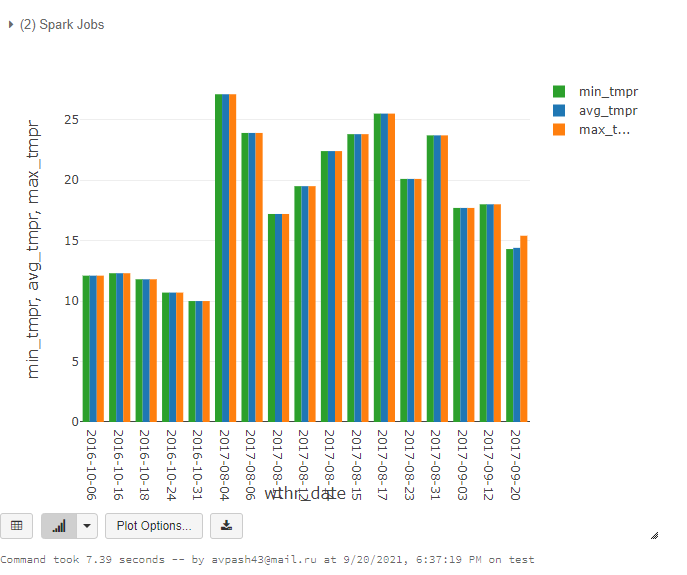 (2) Spark Jobs
min_tmpr, avg_tmpr, max_tmpr
25
20
15
10
5
0
min_tmpr
avg_tmpr
max_t...
2016-10-06
2016-10-16
2016-10-18
2016-10-24
2016-10-31
2017-08-04
2017-08-06
2017-08-15
2017-08-17
2017-08-23
2017-08-31
2017-09-03
2017-09-12
2017-09-20
wthr_date
Plot Options...
Command took 7.39 seconds -- by avpash43@mail.ru at 9/20/2021, 6:37:19 PM on test